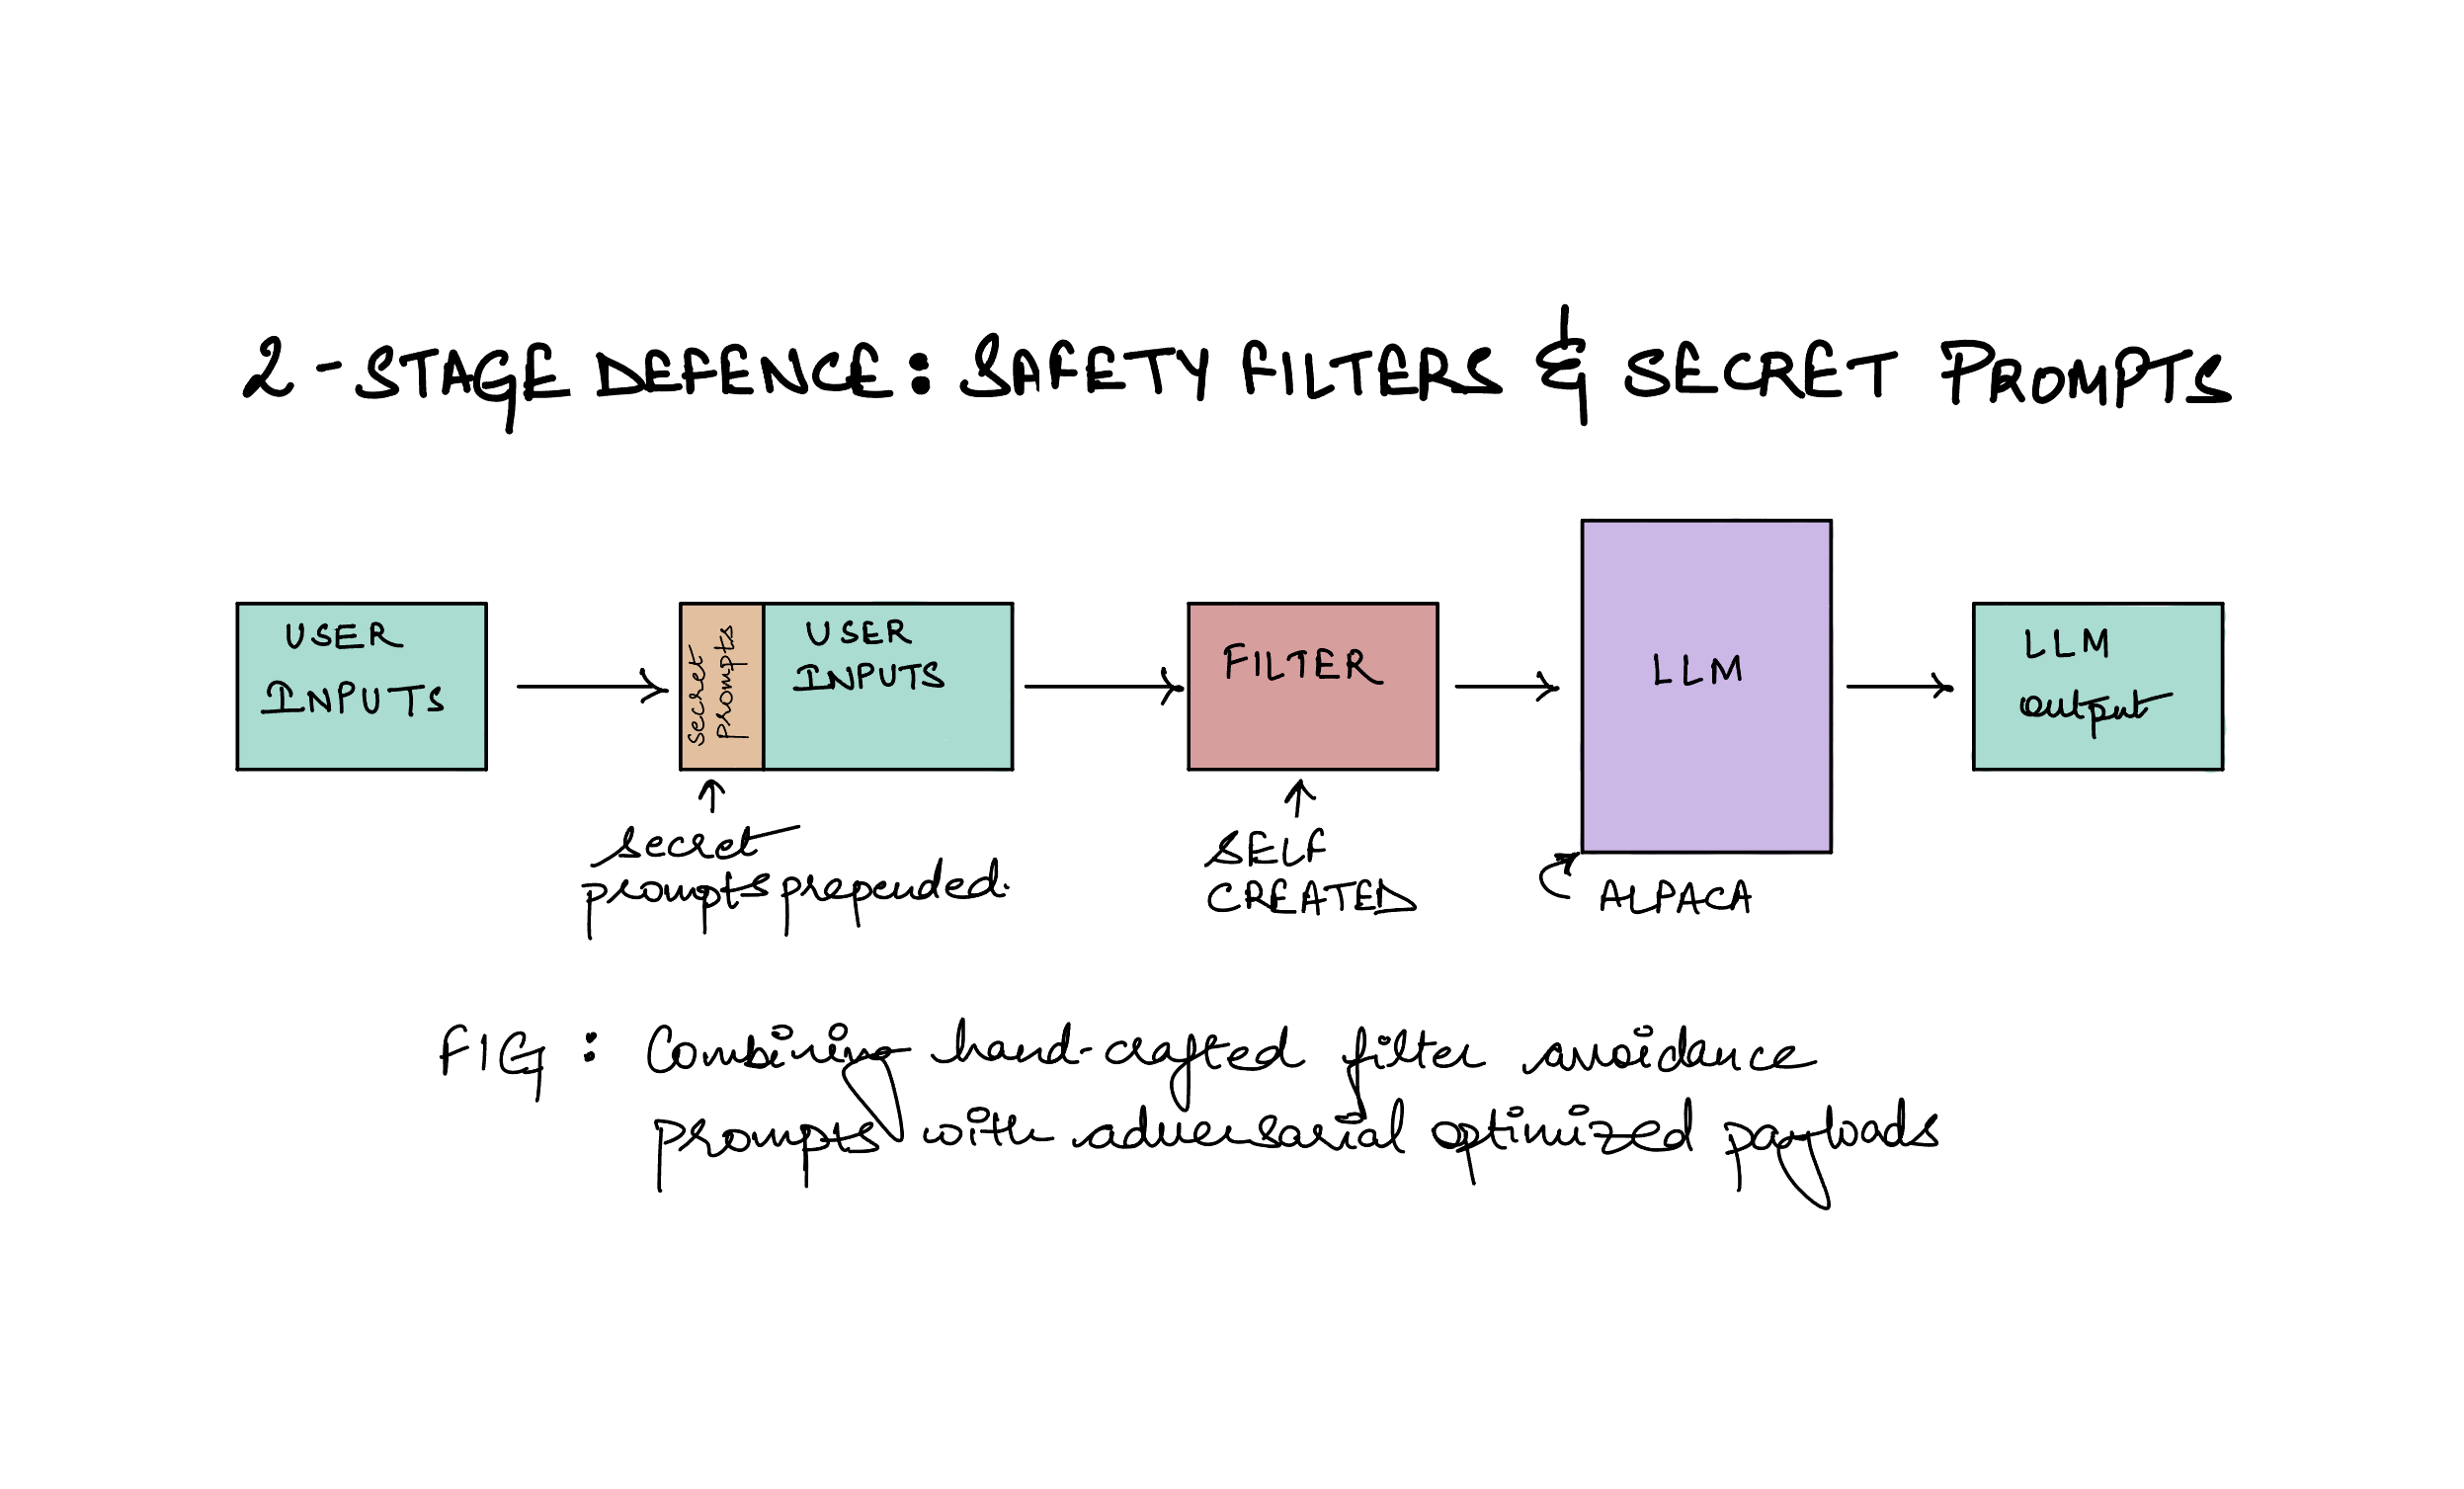 2-STAGE DEFENCE: SAFETY FILTERS & SECRET PROMPTS
USER
INPUTS
secret
prompts
USER
INPUTS
FILTER
LLM
LLM
output
secret
prompts prepended.
SELF
CREATED
ALPACA
FIG : Combining hand-crafted filter avoidance
prompts with adversarial optimized payloads